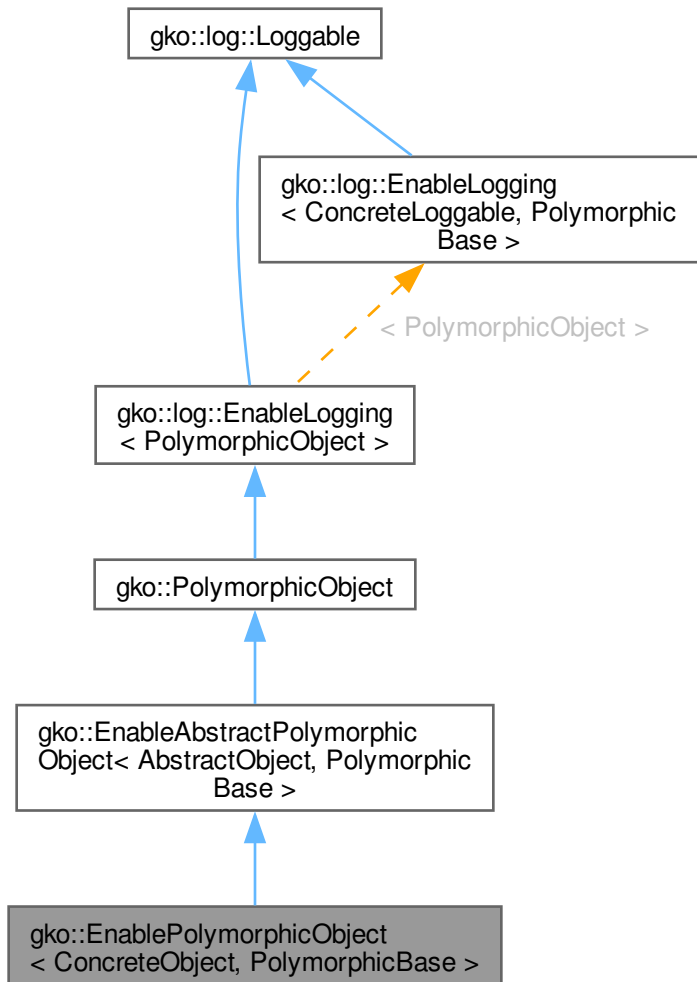 gko::log::Loggable
gko::log::EnableLogging
< ConcreteLoggable, Polymorphic
Base >
< PolymorphicObject >
gko::log::EnableLogging
< PolymorphicObject >
gko::PolymorphicObject
gko::EnableAbstractPolymorphic
Object< AbstractObject, Polymorphic
Base >
gko::EnablePolymorphicObject
< ConcreteObject, PolymorphicBase >